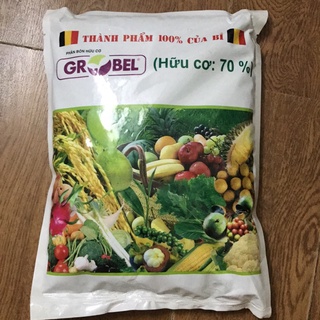 THÀNH PHẨM 100% CỦA BỈ
PHÂN BÓN HỮU CƠ
GROBEL (Hữu cơ: 70 %)